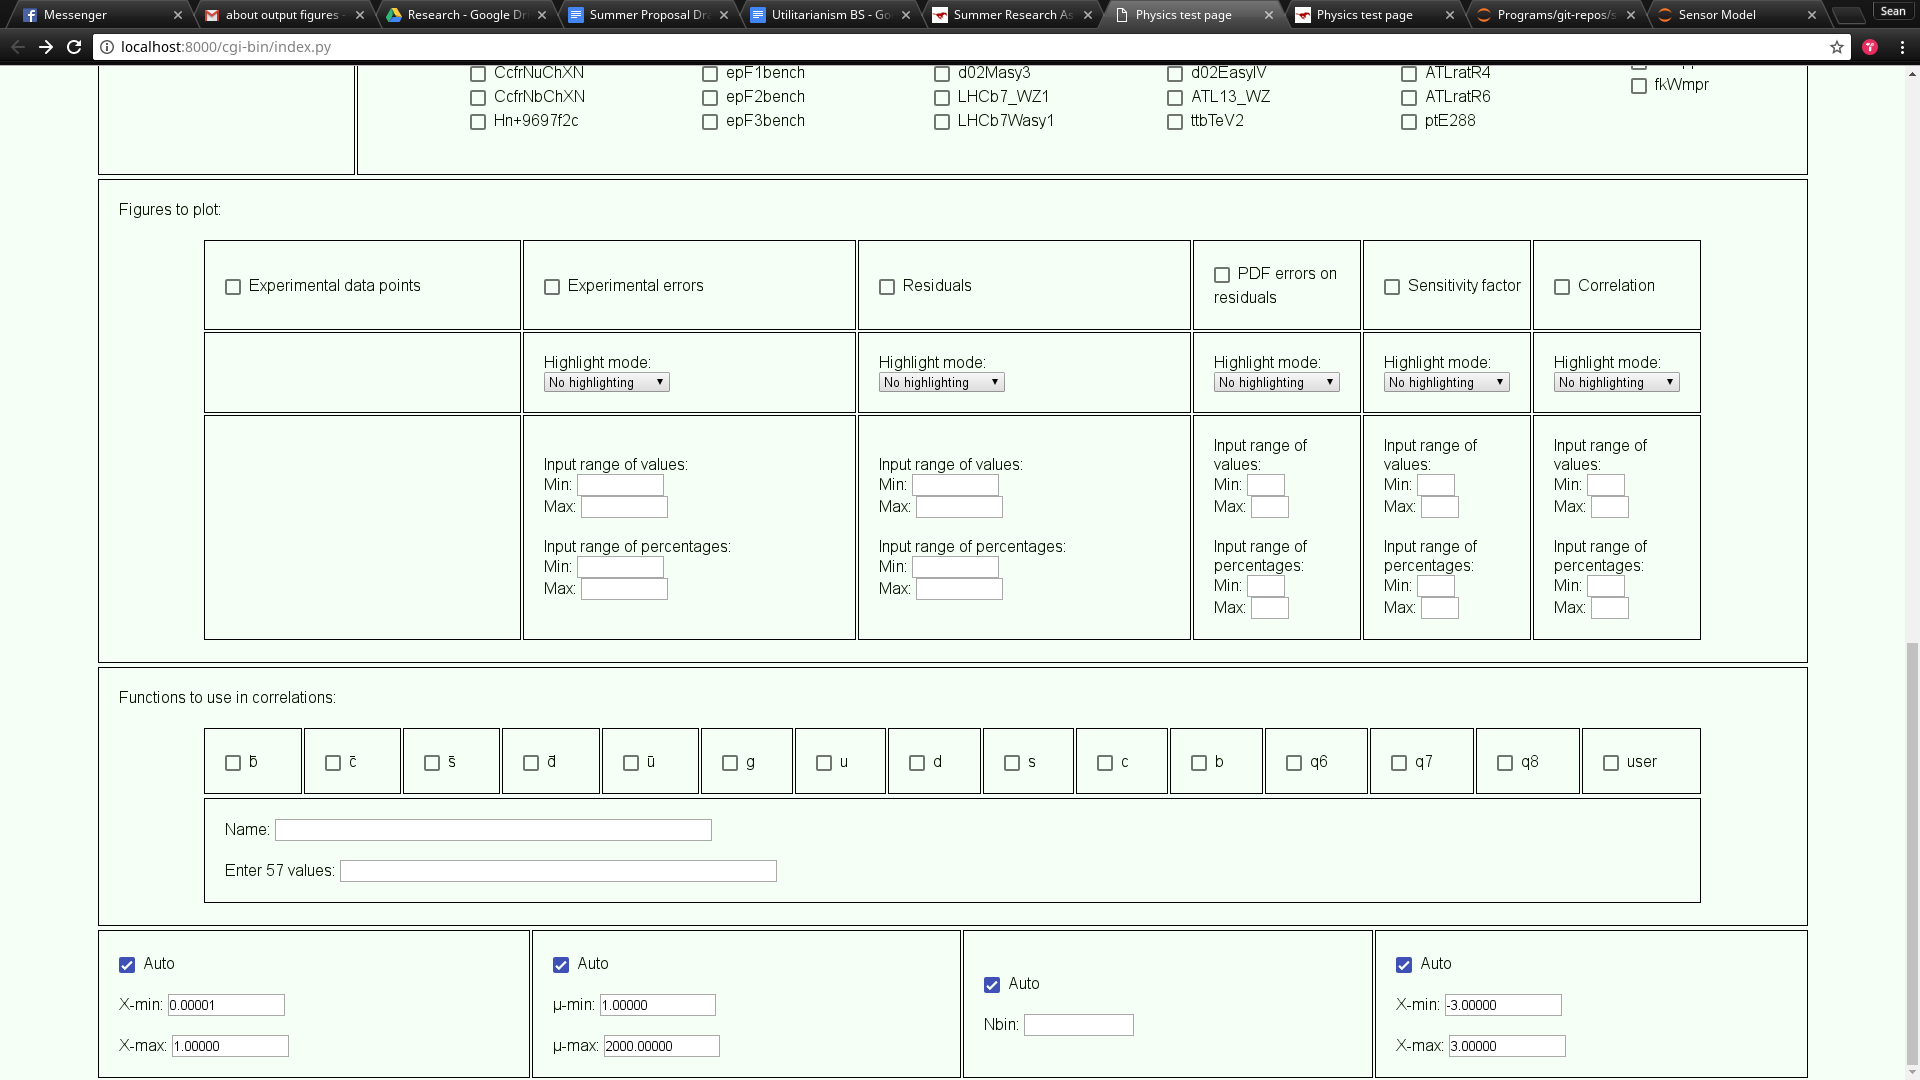 Messenger
about output figures -
Research - Google Dri
Summer Proposal Dra
Utilitarianism BS - Go
Summer Research As
Physics test page
Physics test page
Programs/git-repos/s
Sensor Model
Sean
localhost:8000/cgi-bin/index.py
CcfrNuChXN epF1bench d02Masy3 d02EasyIV ATLratR4
fkWmpr
CcfrNbChXN epF2bench LHCb7_WZ1 ATL13_WZ ATLratR6
Hn+9697f2c epF3bench LHCb7Wasy1 ttbTeV2 ptE288
Figures to plot:
Experimental data points
Experimental errors
Residuals
PDF errors on
residuals
Sensitivity factor
Correlation
Highlight mode: Highlight mode: Highlight mode: Highlight mode: Highlight mode:
No highlighting No highlighting No highlighting No highlighting No highlighting
Input range of values:
Min:
Max:
Input range of percentages:
Min:
Max:
Input range of values:
Min:
Max:
Input range of percentages:
Min:
Max:
Input range of
values:
Min:
Max:
Input range of
percentages:
Min:
Max:
Input range of
values:
Min:
Max:
Input range of
percentages:
Min:
Max:
Input range of
values:
Min:
Max:
Input range of
percentages:
Min:
Max:
Functions to use in correlations:
b̄ c̄ s̄ d̄ ū g u d s c b q6 q7 q8 user
Name:
Enter 57 values:
Auto
X-min: 0.00001
X-max: 1.00000
Auto
μ-min: 1.00000
μ-max: 2000.00000
Auto
Nbin:
Auto
X-min: -3.00000
X-max: 3.00000